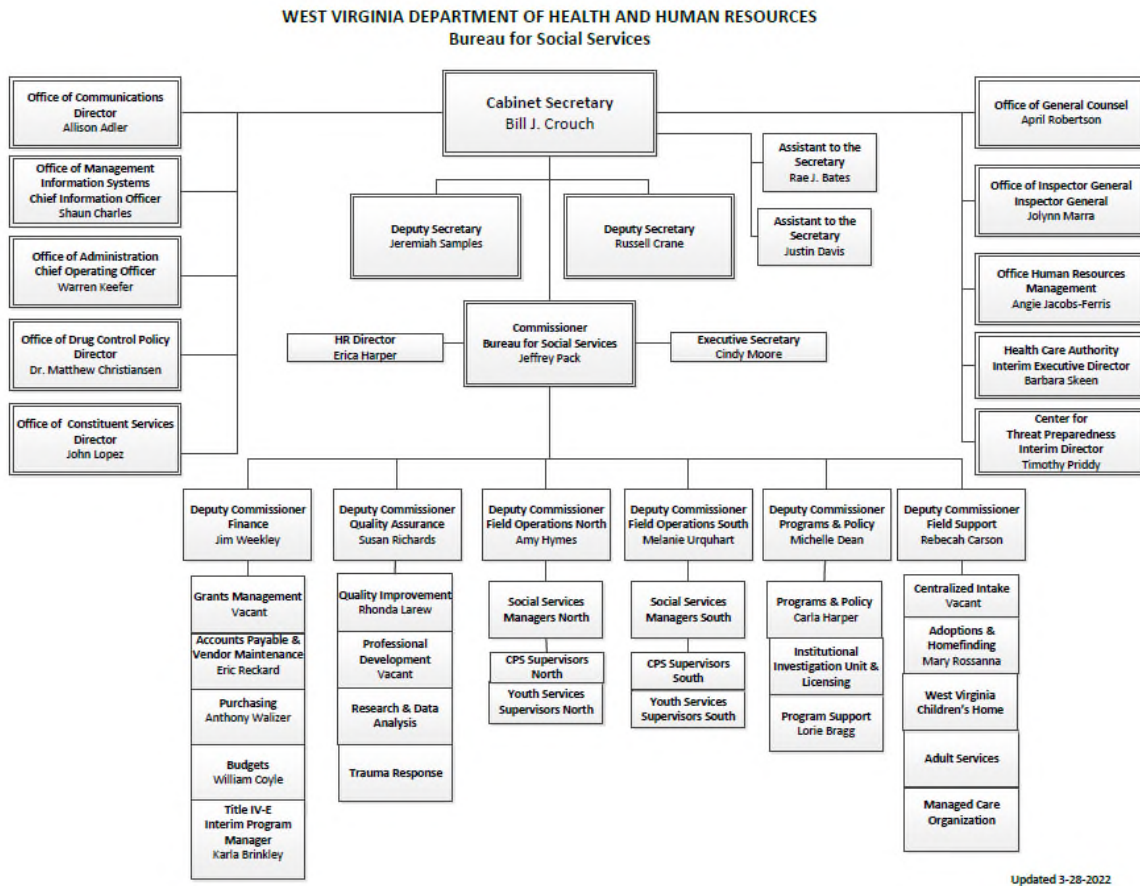 WEST VIRGINIA DEPARTMENT OF HEALTH AND HUMAN RESOURCES
Bureau for Social Services
Cabinet Secretary
Bill J. Crouch
Office of Communications
Director
Allison Adler
Office of Management
Information Systems
Chief Information Officer
Shaun Charles
Office of Administration
Chief Operating Officer
Warren Keefer
Office of Drug Control Policy
Director
Dr. Matthew Christiansen
Office of Constituent Services
Director
John Lopez
Assistant to the
Secretary
Rae J. Bates
Assistant to the
Secretary
Justin Davis
Deputy Secretary
Jeremiah Samples
Deputy Secretary
Russell Crane
Office of General Counsel
April Robertson
Office of Inspector General
Inspector General
Jolynn Marra
Office Human Resources
Management
Angie Jacobs-Ferris
Health Care Authority
Interim Executive Director
Barbara Skeen
Center for
Threat Preparedness
Interim Director
Timothy Priddy
HR Director
Erica Harper
Commissioner
Bureau for Social Services
Jeffrey Pack
Executive Secretary
Cindy Moore
Deputy Commissioner
Finance
Jim Weekley
Grants Management
Vacant
Accounts Payable &
Vendor Maintenance
Eric Reckard
Purchasing
Anthony Walizer
Budgets
William Coyle
Title IV-E
Interim Program
Manager
Karla Brinkley
Deputy Commissioner
Quality Assurance
Susan Richards
Quality Improvement
Rhonda Larew
Professional
Development
Vacant
Research & Data
Analysis
Trauma Response
Deputy Commissioner
Field Operations North
Amy Hymes
Social Services
Managers North
CPS Supervisors
North
Youth Services
Supervisors North
Deputy Commissioner
Field Operations South
Melanie Urquhart
Social Services
Managers South
CPS Supervisors
South
Youth Services
Supervisors South
Deputy Commissioner
Programs & Policy
Michelle Dean
Programs & Policy
Carla Harper
Institutional
Investigation Unit &
Licensing
Program Support
Lorie Bragg
Deputy Commissioner
Field Support
Rebecah Carson
Centralized Intake
Vacant
Adoptions &
Homefinding
Mary Rossanna
West Virginia
Children's Home
Adult Services
Managed Care
Organization
Updated 3-28-2022